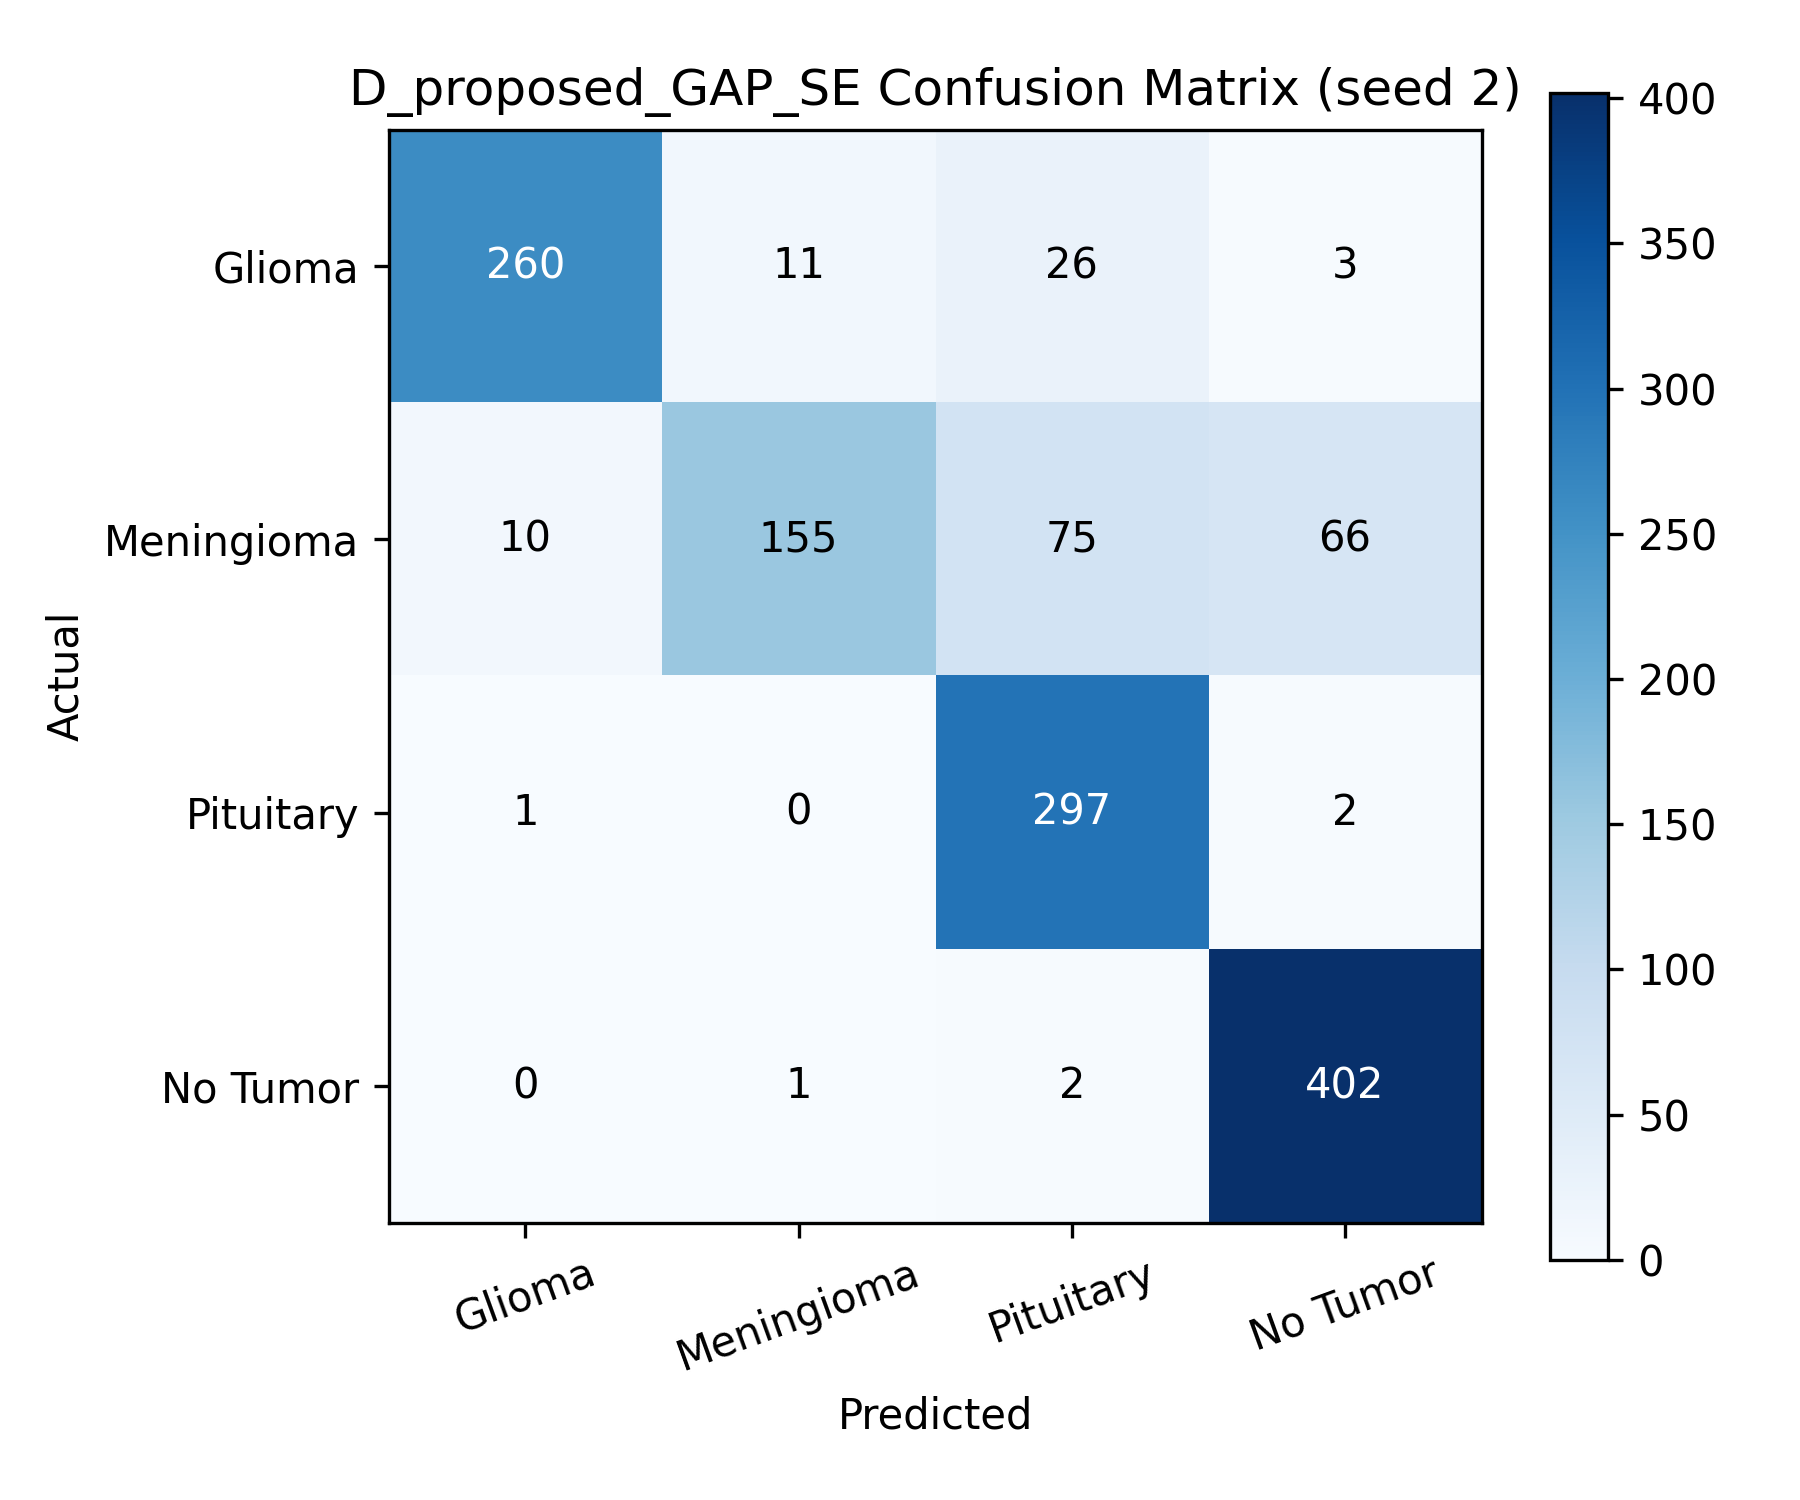 D_proposed_GAP_SE Confusion Matrix (seed 2)
400
350
300
250
200
150
100
50
0
Actual
Glioma 260 11 26 3
Meningioma 10 155 75 66
Pituitary 1 0 297 2
No Tumor 0 1 2 402
Glioma Meningioma Pituitary No Tumor
Predicted